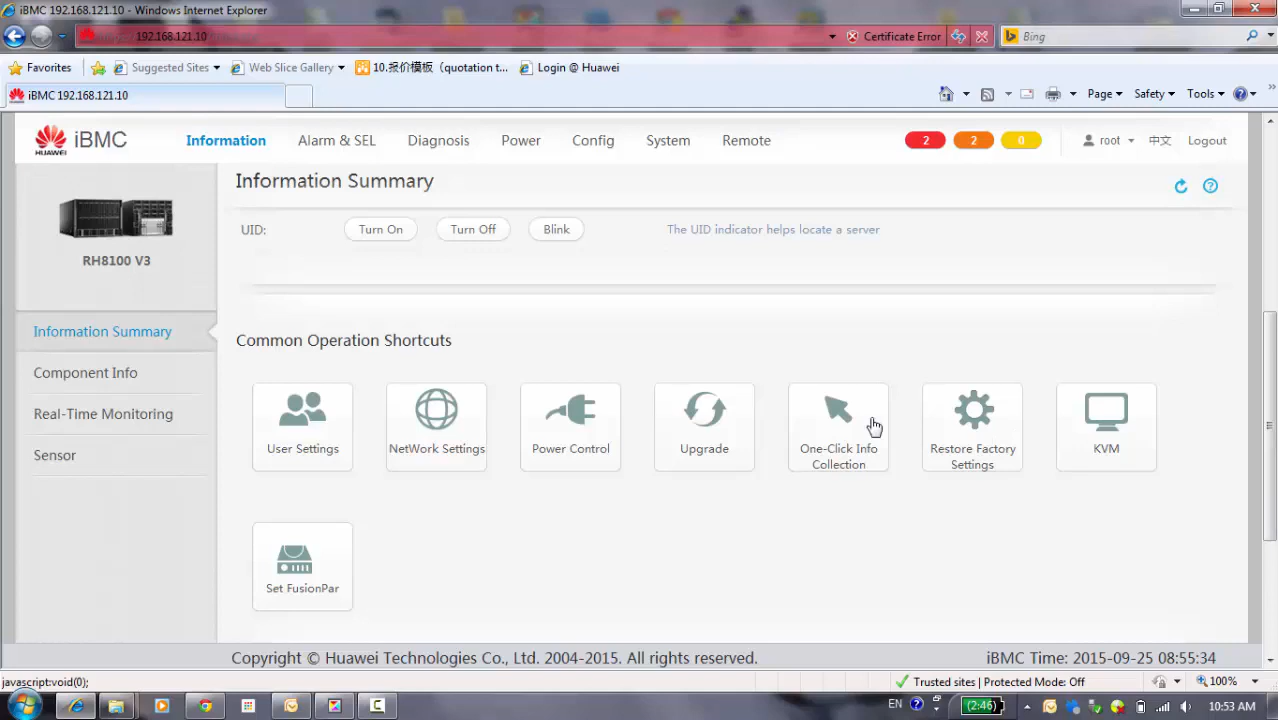 iBMC 192.168.121.10 - Windows Internet Explorer
192.168.121.10
Certificate Error
Bing
Favorites
Suggested Sites
Web Slice Gallery
10.报价模板（quotation t...
Login @ Huawei
iBMC 192.168.121.10
Page
Safety
Tools
HUAWEI
iBMC
Information
Alarm & SEL
Diagnosis
Power
Config
System
Remote
2
2
0
root
中文
Logout
Information Summary
RH8100 V3
UID:
Turn On
Turn Off
Blink
The UID indicator helps locate a server
Information Summary
Component Info
Real-Time Monitoring
Sensor
Common Operation Shortcuts
User Settings
NetWork Settings
Power Control
Upgrade
One-Click Info
Collection
Restore Factory
Settings
KVM
Set FusionPar
Copyright © Huawei Technologies Co., Ltd. 2004-2015. All rights reserved.
iBMC Time: 2015-09-25 08:55:34
javascript:void(0);
Trusted sites | Protected Mode: Off
100%
EN
(2:46)
10:53 AM